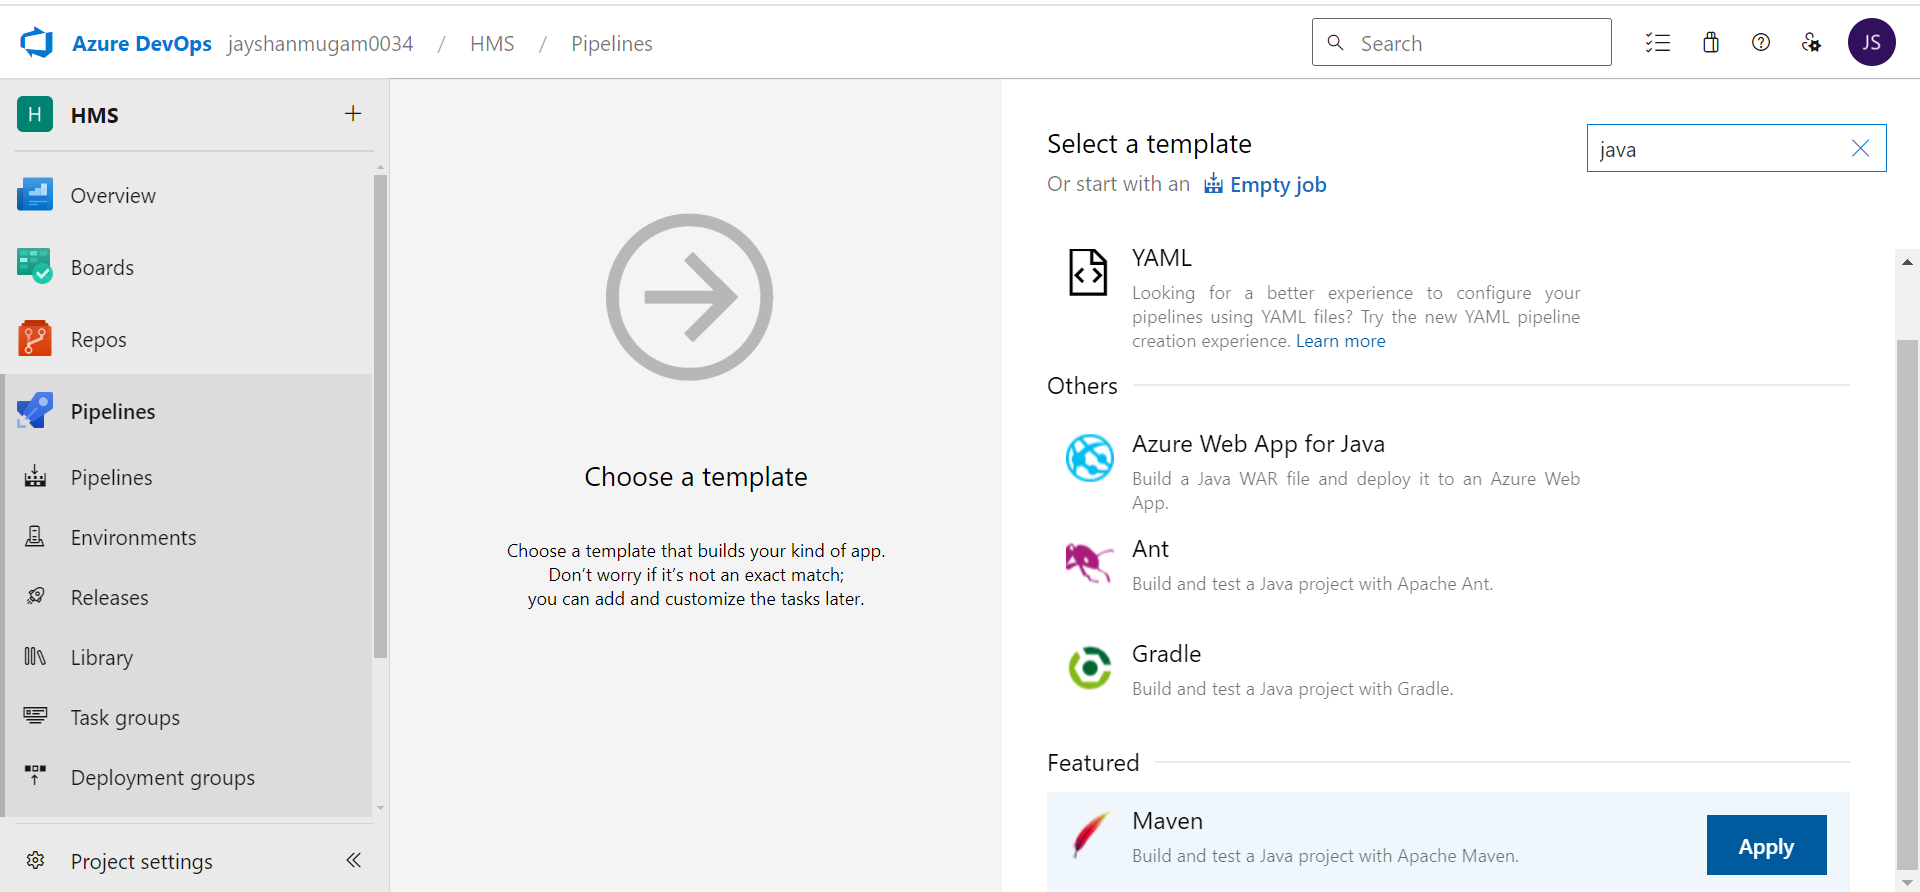 Azure DevOps jayshanmugam0034 / HMS / Pipelines
Search
JS
H HMS
Overview
Boards
Repos
Pipelines
Pipelines
Environments
Releases
Library
Task groups
Deployment groups
Project settings
Choose a template
Choose a template that builds your kind of app.
Don't worry if it's not an exact match;
you can add and customize the tasks later.
Select a template
Or start with an Empty job
java
YAML
Looking for a better experience to configure your
pipelines using YAML files? Try the new YAML pipeline
creation experience. Learn more
Others
Azure Web App for Java
Build a Java WAR file and deploy it to an Azure Web
App.
Ant
Build and test a Java project with Apache Ant.
Gradle
Build and test a Java project with Gradle.
Featured
Maven
Build and test a Java project with Apache Maven.
Apply